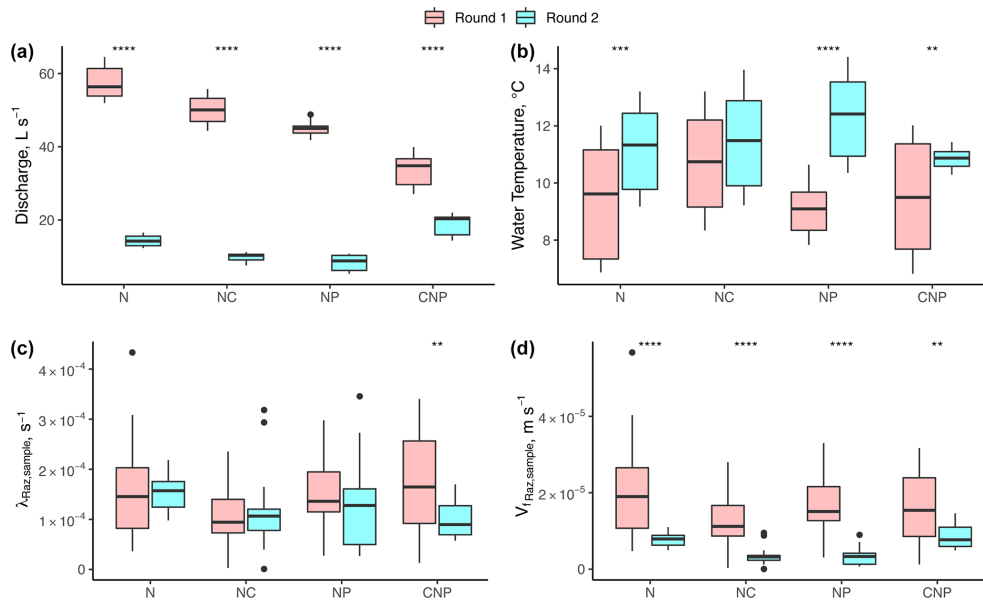 Round 1 Round 2
(a)
**** **** **** ****
Discharge, L s⁻¹
60
40
20
N NC NP CNP
(b)
*** **** **
Water Temperature, °C
14
12
10
8
N NC NP CNP
(c)
**
λRaz,sample, s⁻¹
4 × 10⁻⁴
3 × 10⁻⁴
2 × 10⁻⁴
1 × 10⁻⁴
0
N NC NP CNP
(d)
**** **** **** **
Vf Raz,sample, m s⁻¹
4 × 10⁻⁵
2 × 10⁻⁵
0
N NC NP CNP